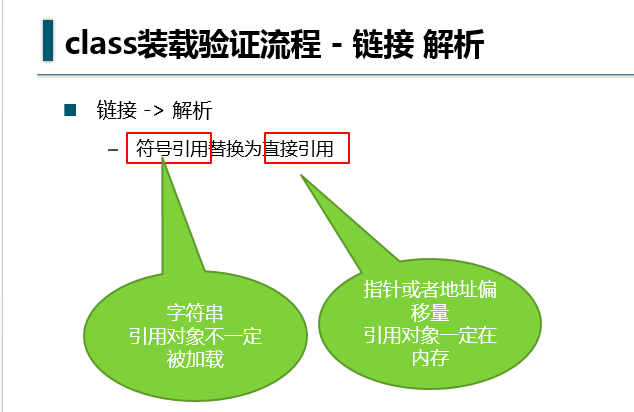 class装载验证流程 - 链接 解析
链接 -> 解析
– 符号引用替换为直接引用
字符串
引用对象不一定
被加载
指针或者地址偏
移量
引用对象一定在
内存